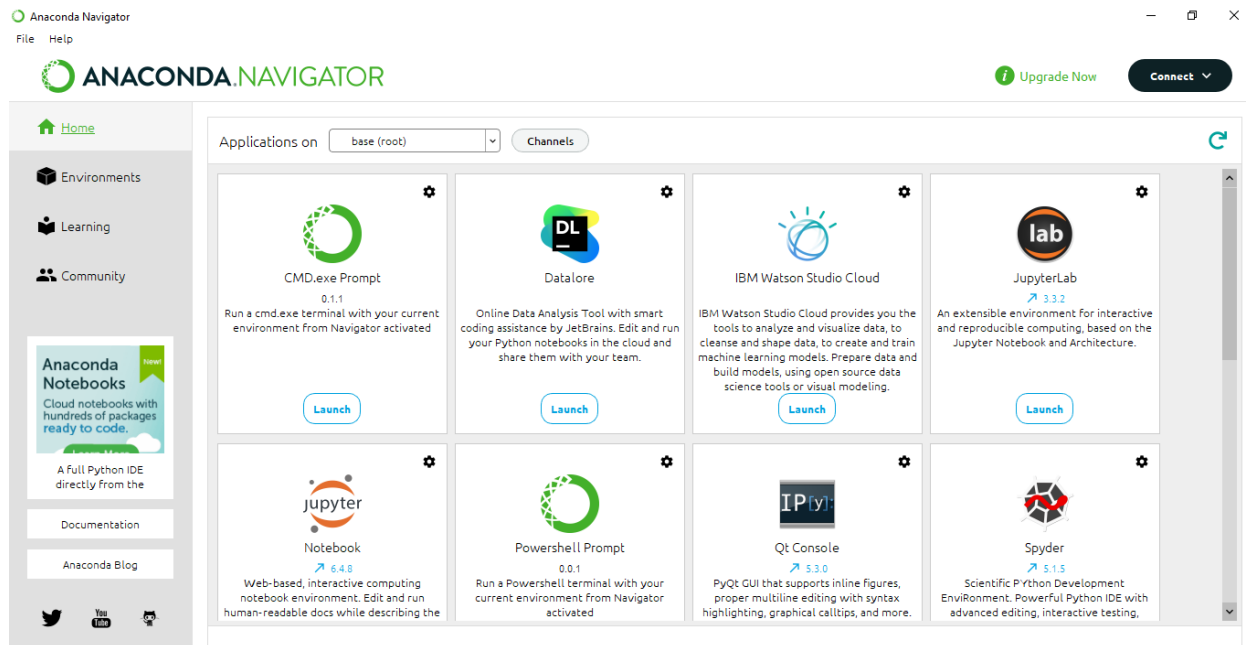 Anaconda Navigator
File Help
ANACONDA.NAVIGATOR
Upgrade Now
Connect
Home
Environments
Learning
Community
Anaconda Notebooks
New!
Cloud notebooks with
hundreds of packages
ready to code.
Learn More
A full Python IDE
directly from the
Documentation
Anaconda Blog
You
Tube
Applications on base (root) Channels
CMD.exe Prompt
0.1.1
Run a cmd.exe terminal with your current
environment from Navigator activated
Launch
DL
Datalore
Online Data Analysis Tool with smart
coding assistance by JetBrains. Edit and run
your Python notebooks in the cloud and
share them with your team.
Launch
IBM Watson Studio Cloud
IBM Watson Studio Cloud provides you the
tools to analyze and visualize data, to
cleanse and shape data, to create and train
machine learning models. Prepare data and
build models, using open source data
science tools or visual modeling.
Launch
lab
JupyterLab
3.3.2
An extensible environment for interactive
and reproducible computing, based on the
Jupyter Notebook and Architecture.
Launch
jupyter
Notebook
6.4.8
Web-based, interactive computing
notebook environment. Edit and run
human-readable docs while describing the
Powershell Prompt
0.0.1
Run a Powershell terminal with your
current environment from Navigator
activated
IP[y]:
Qt Console
5.3.0
PyQt GUI that supports inline figures,
proper multiline editing with syntax
highlighting, graphical calltips, and more.
Spyder
5.1.5
Scientific PYthon Development
EnviRonment. Powerful Python IDE with
advanced editing, interactive testing,